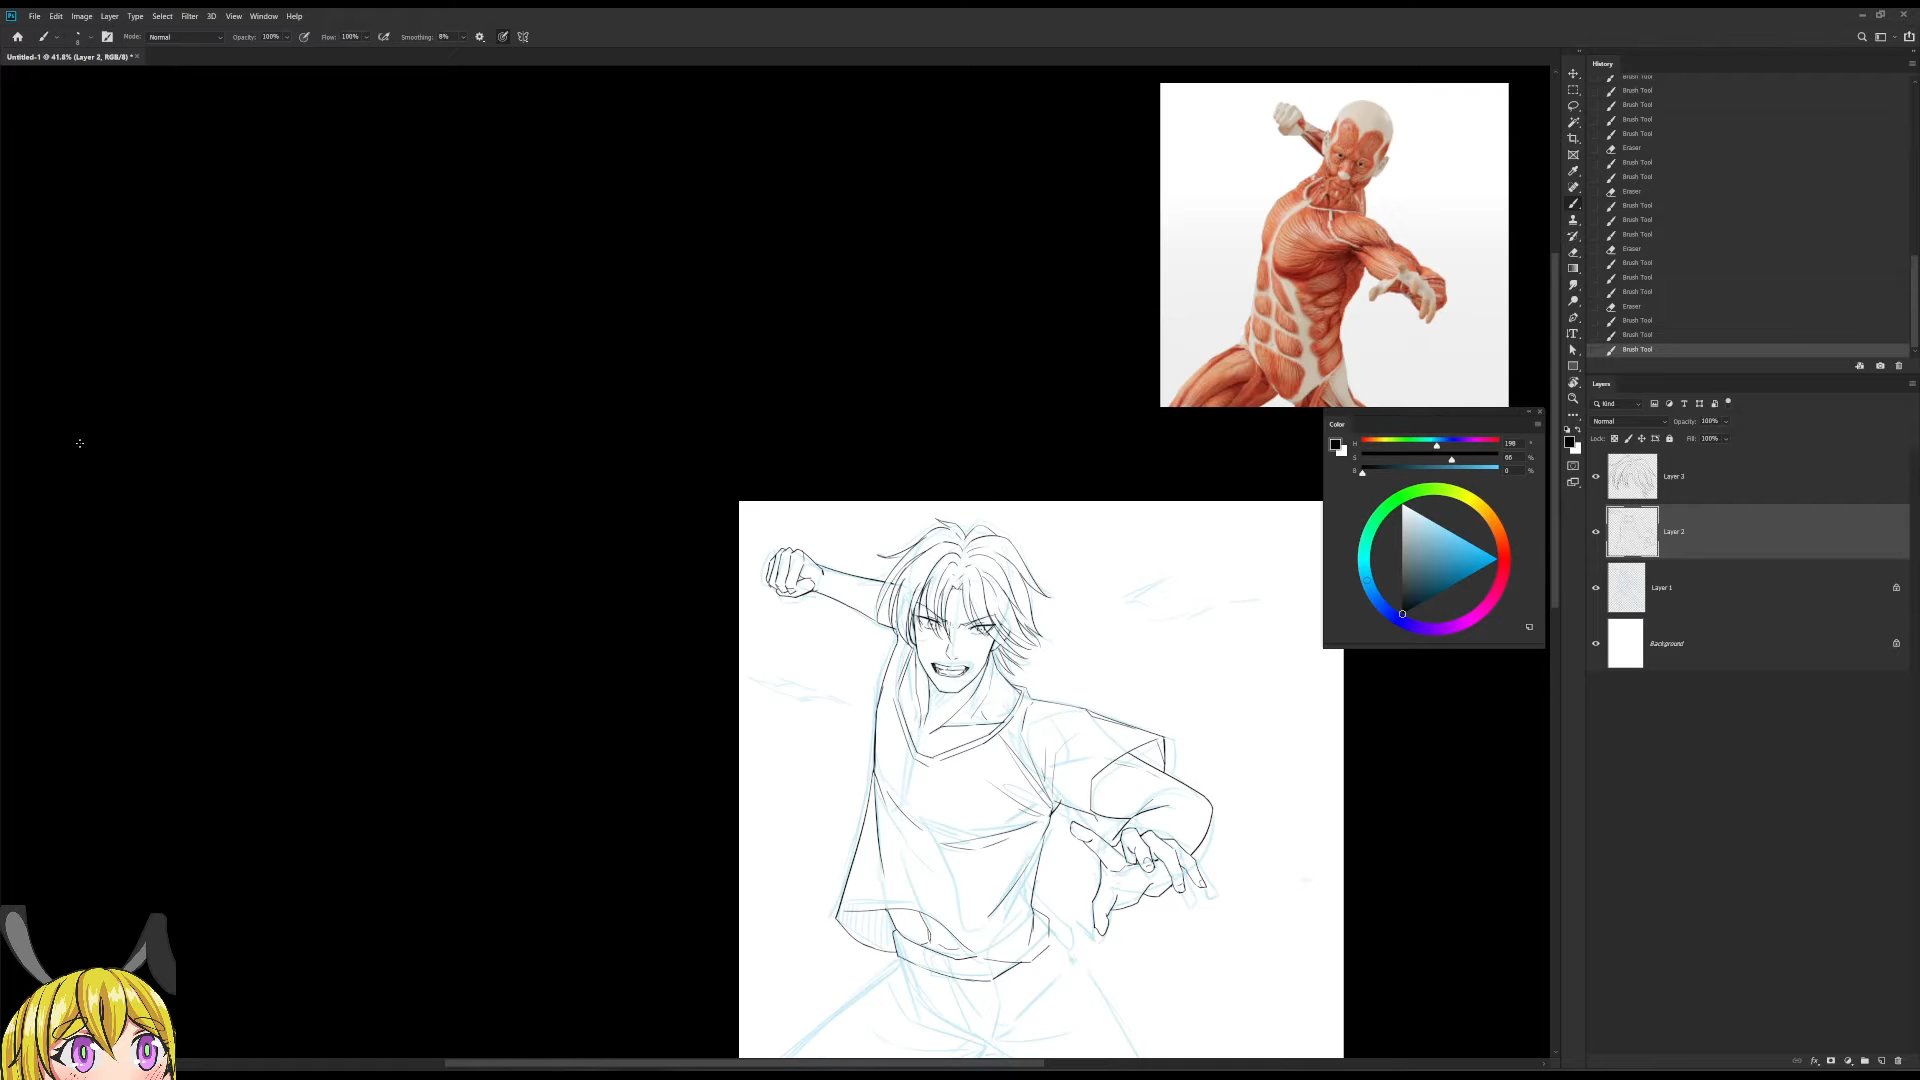 Ps File Edit Image Layer Type Select Filter 3D View Window Help
8 Mode: Normal Opacity: 100% Flow: 100% Smoothing: 8%
Untitled-1 @ 41.8% (Layer 2, RGB/8) *
History
Brush Tool
Brush Tool
Brush Tool
Brush Tool
Brush Tool
Eraser
Brush Tool
Brush Tool
Eraser
Brush Tool
Brush Tool
Brush Tool
Eraser
Brush Tool
Brush Tool
Brush Tool
Eraser
Brush Tool
Brush Tool
Brush Tool
Layers
Kind
Normal Opacity: 100%
Lock: Fill: 100%
Layer 3
Layer 2
Layer 1
Background
Color
H 198 °
S 66 %
B 0 %